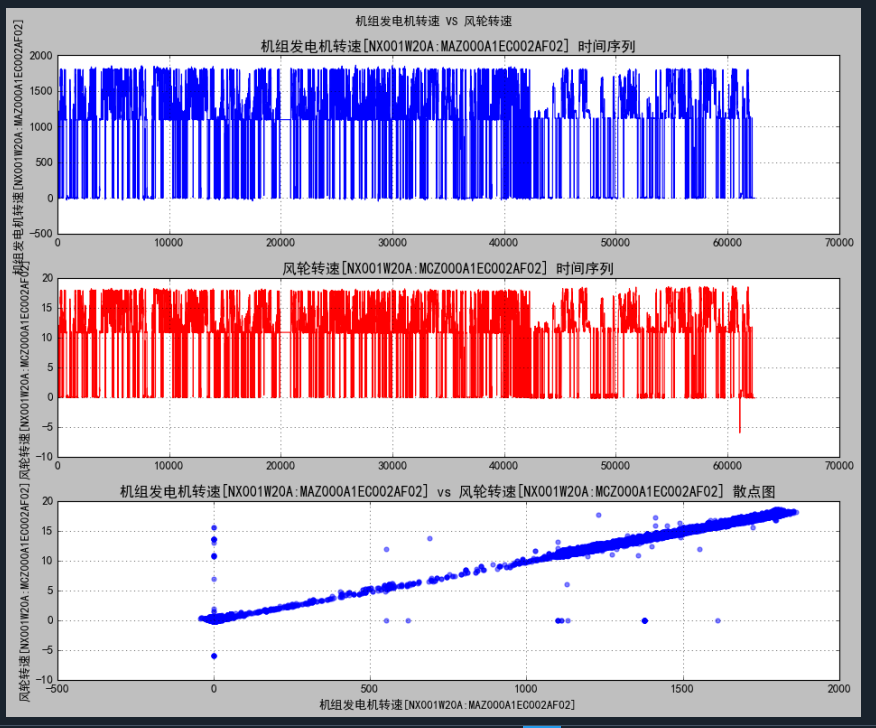 机组发电机转速 VS 风轮转速
机组发电机转速[NX001W20A:MAZ000A1EC002AF02] 时间序列
机组发电机转速[NX001W20A:MAZ000A1EC002AF02]
2000
1500
1000
500
0
-500
0 10000 20000 30000 40000 50000 60000 70000
风轮转速[NX001W20A:MCZ000A1EC002AF02] 时间序列
风轮转速[NX001W20A:MCZ000A1EC002AF02]
20
15
10
5
0
-5
-10
0 10000 20000 30000 40000 50000 60000 70000
机组发电机转速[NX001W20A:MAZ000A1EC002AF02] vs 风轮转速[NX001W20A:MCZ000A1EC002AF02] 散点图
风轮转速[NX001W20A:MCZ000A1EC002AF02]
20
15
10
5
0
-5
-10
-500 0 500 1000 1500 2000
机组发电机转速[NX001W20A:MAZ000A1EC002AF02]